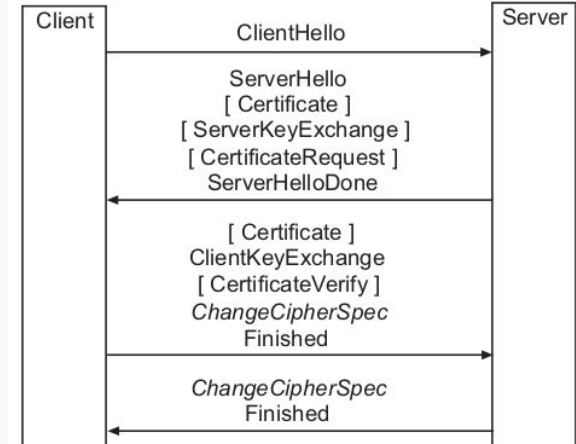 Client
Server
ClientHello
ServerHello
[ Certificate ]
[ ServerKeyExchange ]
[ CertificateRequest ]
ServerHelloDone
[ Certificate ]
ClientKeyExchange
[ CertificateVerify ]
ChangeCipherSpec
Finished
ChangeCipherSpec
Finished